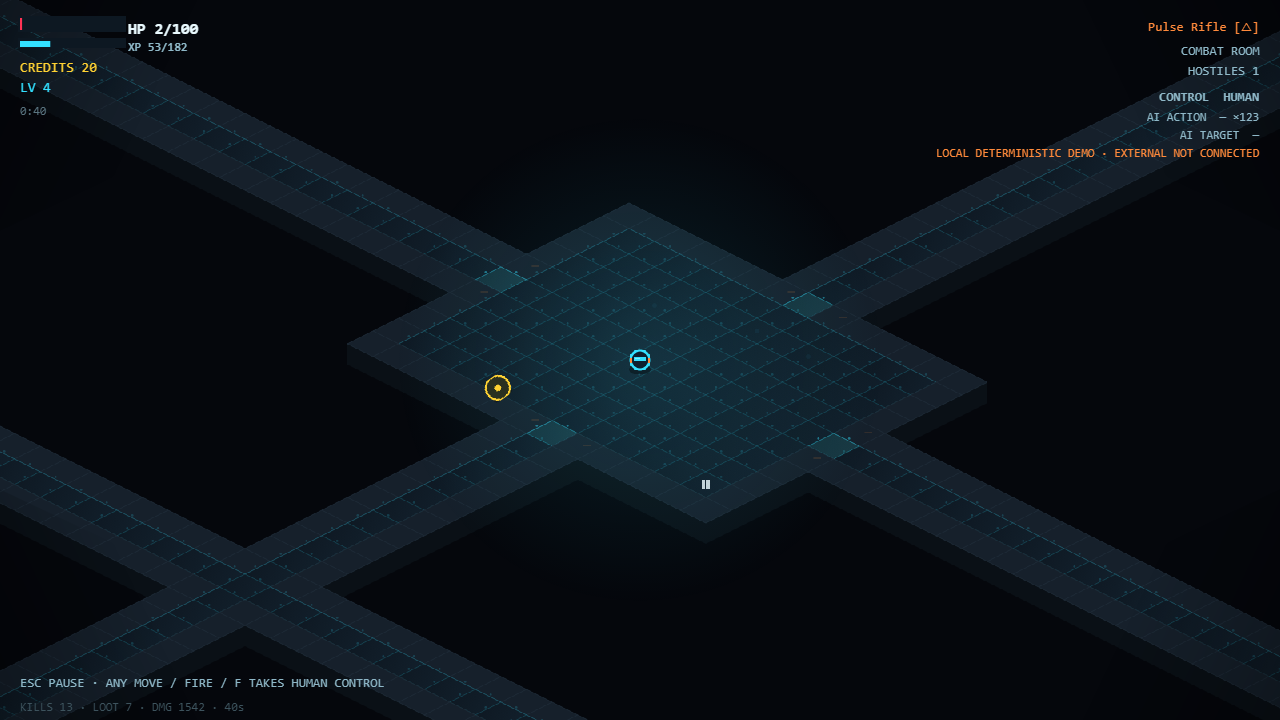 HP 2/100
XP 53/182
CREDITS 20
LV 4
0:40
Pulse Rifle [△]
COMBAT ROOM
HOSTILES 1
CONTROL HUMAN
AI ACTION — ×123
AI TARGET —
LOCAL DETERMINISTIC DEMO · EXTERNAL NOT CONNECTED
ESC PAUSE · ANY MOVE / FIRE / F TAKES HUMAN CONTROL
KILLS 13 · LOOT 7 · DMG 1542 · 40s